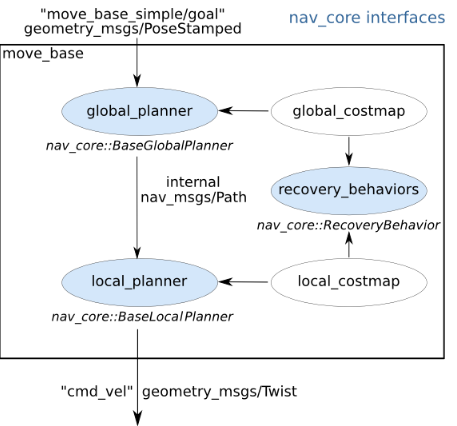 "move_base_simple/goal"
geometry_msgs/PoseStamped
nav_core interfaces
move_base
global_planner
global_costmap
nav_core::BaseGlobalPlanner
internal
nav_msgs/Path
recovery_behaviors
nav_core::RecoveryBehavior
local_planner
local_costmap
nav_core::BaseLocalPlanner
"cmd_vel" geometry_msgs/Twist